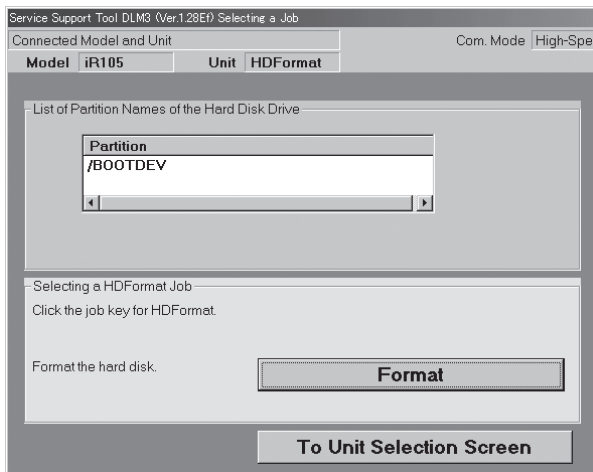 Service Support Tool DLM3 (Ver.1.28Ef) Selecting a Job
Connected Model and Unit
Com. Mode High-Spe
Model iR105 Unit HDFormat
List of Partition Names of the Hard Disk Drive
Partition
/BOOTDEV
Selecting a HDFormat Job
Click the job key for HDFormat.
Format the hard disk.
Format
To Unit Selection Screen